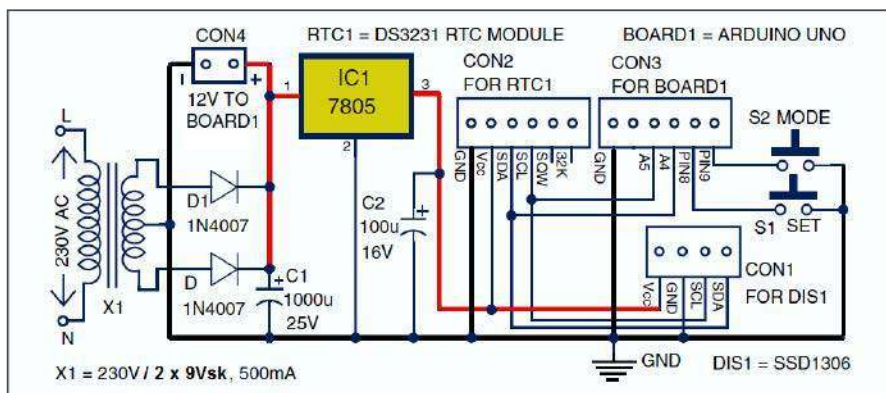 RTC1 = DS3231 RTC MODULE
BOARD1 = ARDUINO UNO
CON4
12V TO
BOARD1
1
IC1
7805
3
2
CON2
FOR RTC1
CON3
FOR BOARD1
S2 MODE
GND
Vcc
SDA
SCL
SQW
32K
GND
A5
A4
PIN8
PIN9
S1 SET
L
230V AC
N
X1
D1
1N4007
D
1N4007
C1
1000u
25V
C2
100u
16V
CON1
FOR DIS1
Vcc
GND
SCL
SDA
GND
DIS1 = SSD1306
X1 = 230V / 2 x 9Vsk, 500mA